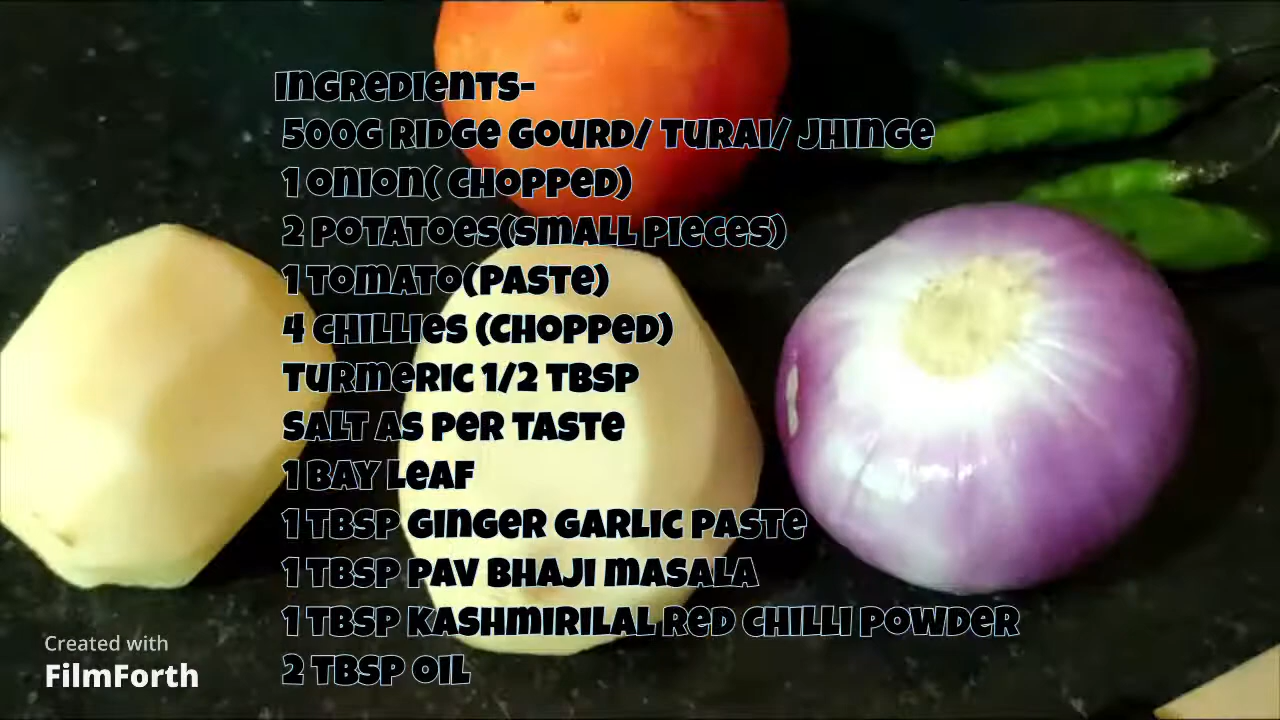 Ingredients-
500g Ridge Gourd/ Turai/ Jhinge
1 Onion( Chopped)
2 Potatoes(Small Pieces)
1 Tomato(Paste)
4 Chillies (Chopped)
Turmeric 1/2 Tbsp
Salt As Per Taste
1 Bay Leaf
1 Tbsp Ginger Garlic Paste
1 Tbsp Pav Bhaji Masala
1 Tbsp Kashmirilal Red Chilli Powder
2 Tbsp Oil
Created with
FilmForth